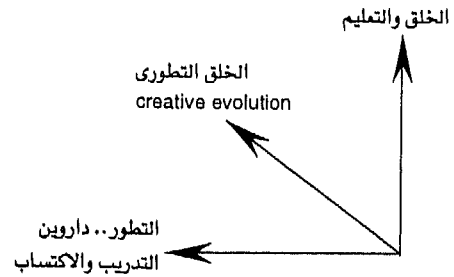 الخلق والتعليم
الخلق التطورى
creative evolution
التطور.. داروين
التدريب والاكتساب